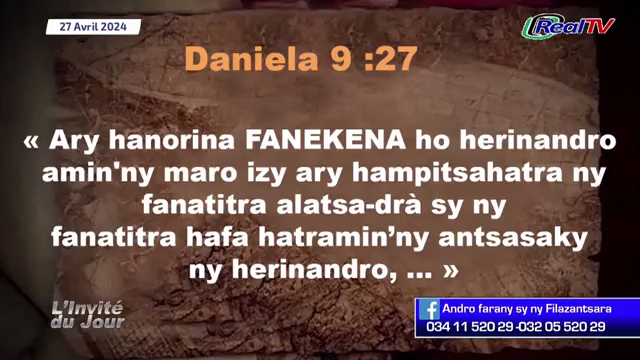 27 Avril 2024
RealTV
Daniela 9 :27
« Ary hanorina FANEKENA ho herinandro
amin'ny maro izy ary hampitsahatra ny
fanatitra alatsa-drà sy ny
fanatitra hafa hatramin’ny antsasaky
ny herinandro, ... »
L'Invité
du Jour
Andro farany sy ny Filazantsara
034 11 520 29 -032 05 520 29